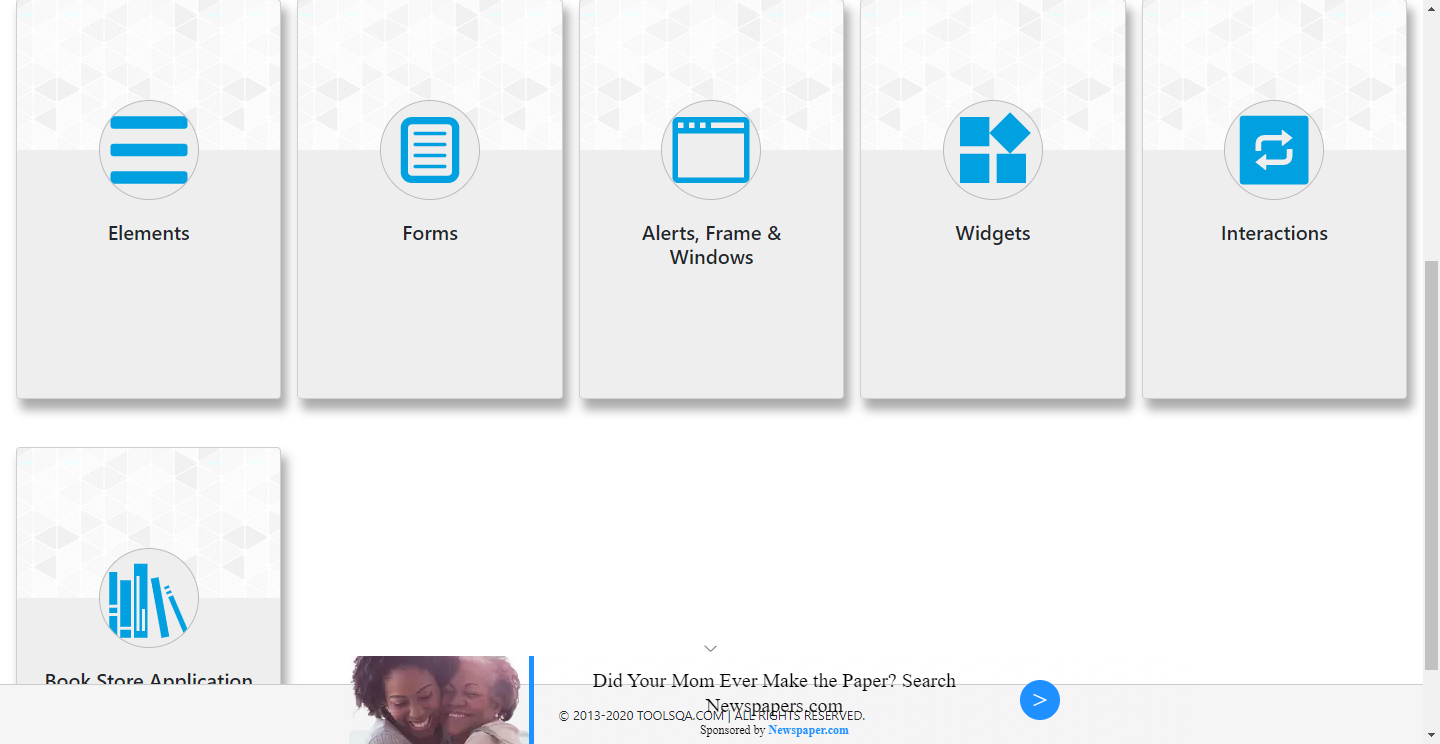 Elements
Forms
Alerts, Frame &
Windows
Widgets
Interactions
Book Store Application
Did Your Mom Ever Make the Paper? Search
Newspapers.com
>
© 2013-2020 TOOLSQA.COM | ALL RIGHTS RESERVED.
Sponsored by Newspaper.com